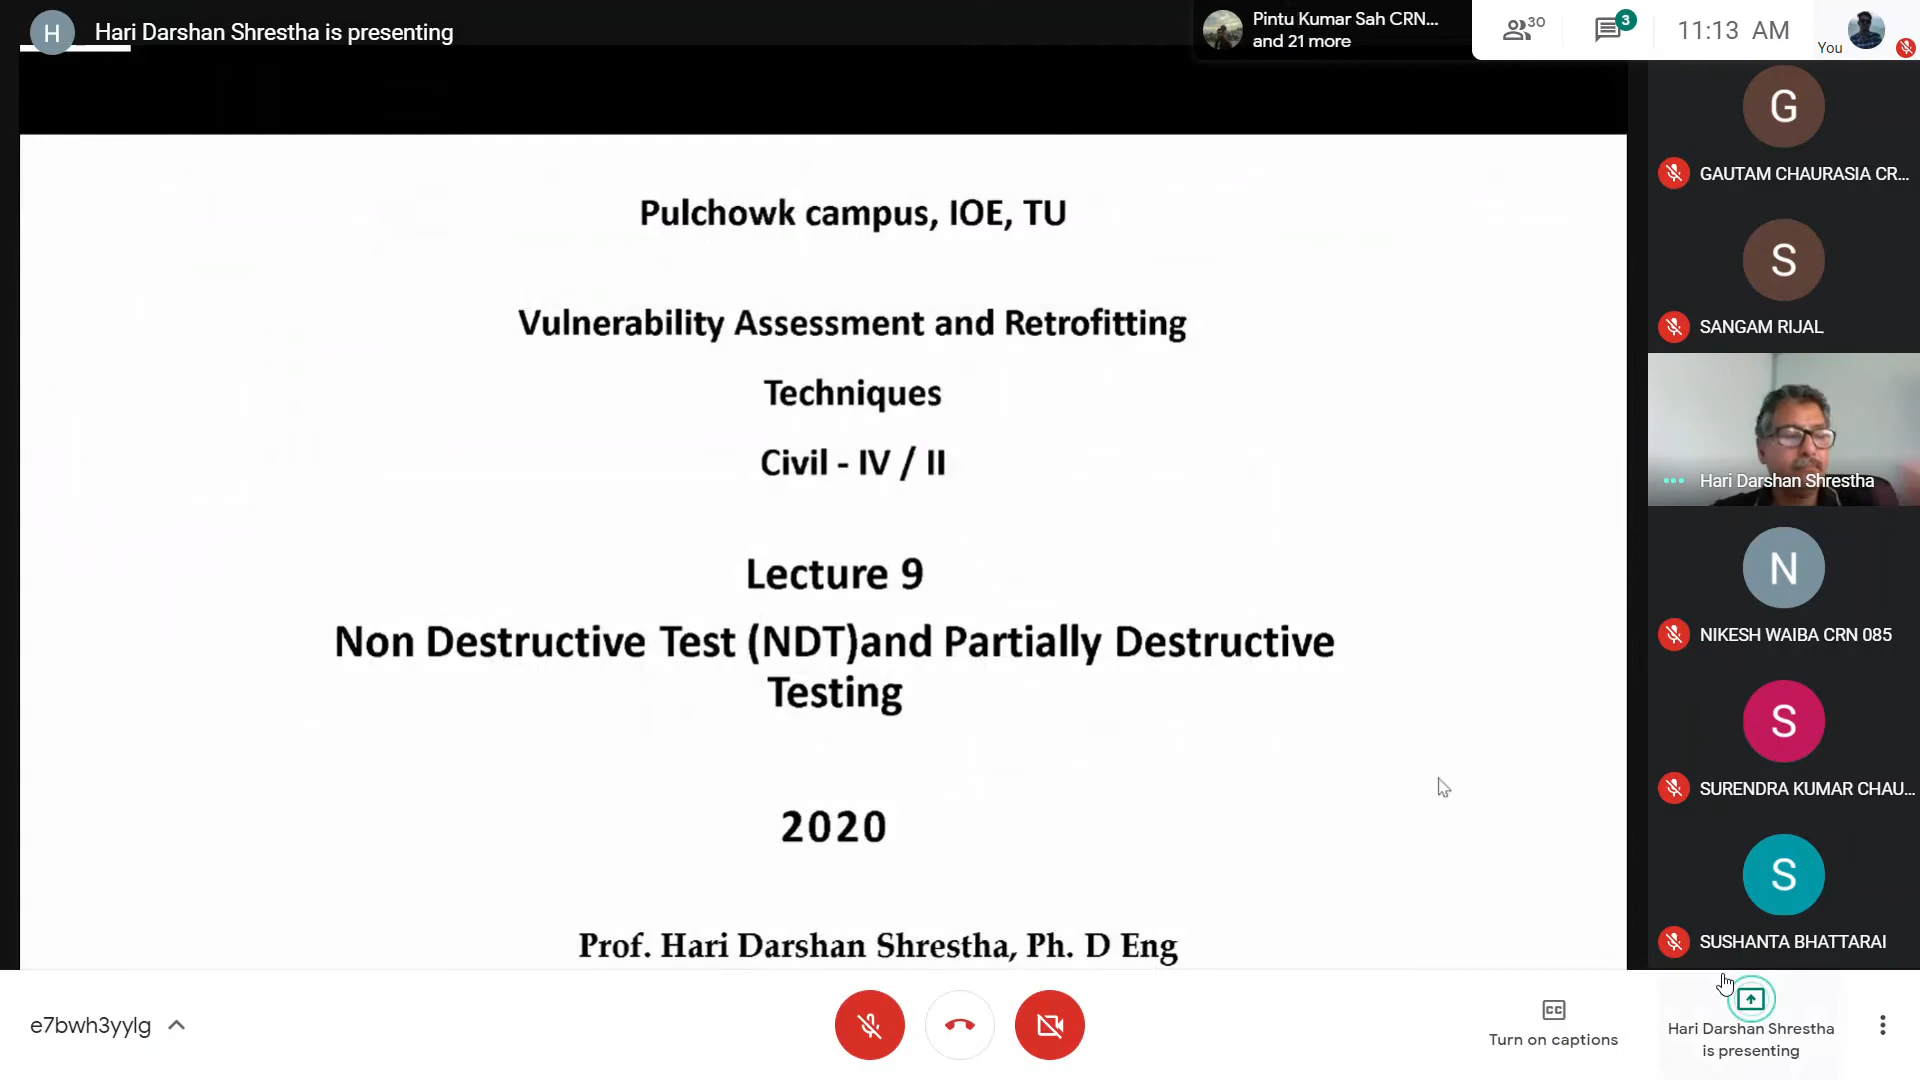 H
Hari Darshan Shrestha is presenting
Pintu Kumar Sah CRN...
and 21 more
30
3
11:13 AM
You
Pulchowk campus, IOE, TU
Vulnerability Assessment and Retrofitting
Techniques
Civil - IV / II
Lecture 9
Non Destructive Test (NDT)and Partially Destructive
Testing
2020
Prof. Hari Darshan Shrestha, Ph. D Eng
G
GAUTAM CHAURASIA CR...
S
SANGAM RIJAL
Hari Darshan Shrestha
N
NIKESH WAIBA CRN 085
S
SURENDRA KUMAR CHAU...
S
SUSHANTA BHATTARAI
e7bwh3yylg
CC
Turn on captions
Hari Darshan Shrestha
is presenting